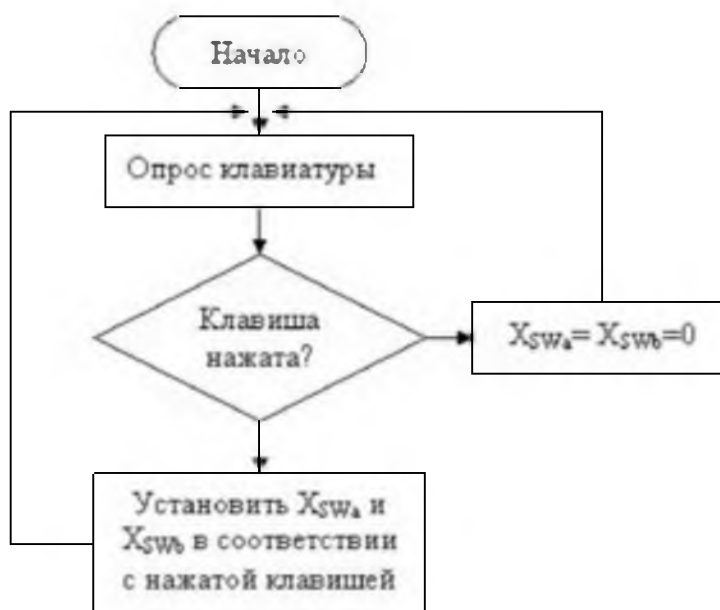 Начало
Опрос клавиатуры
Клавиша
нажата?
X_SWa= X_SWb=0
Установить X_SWa и
X_SWb в соответствии
с нажатой клавишей